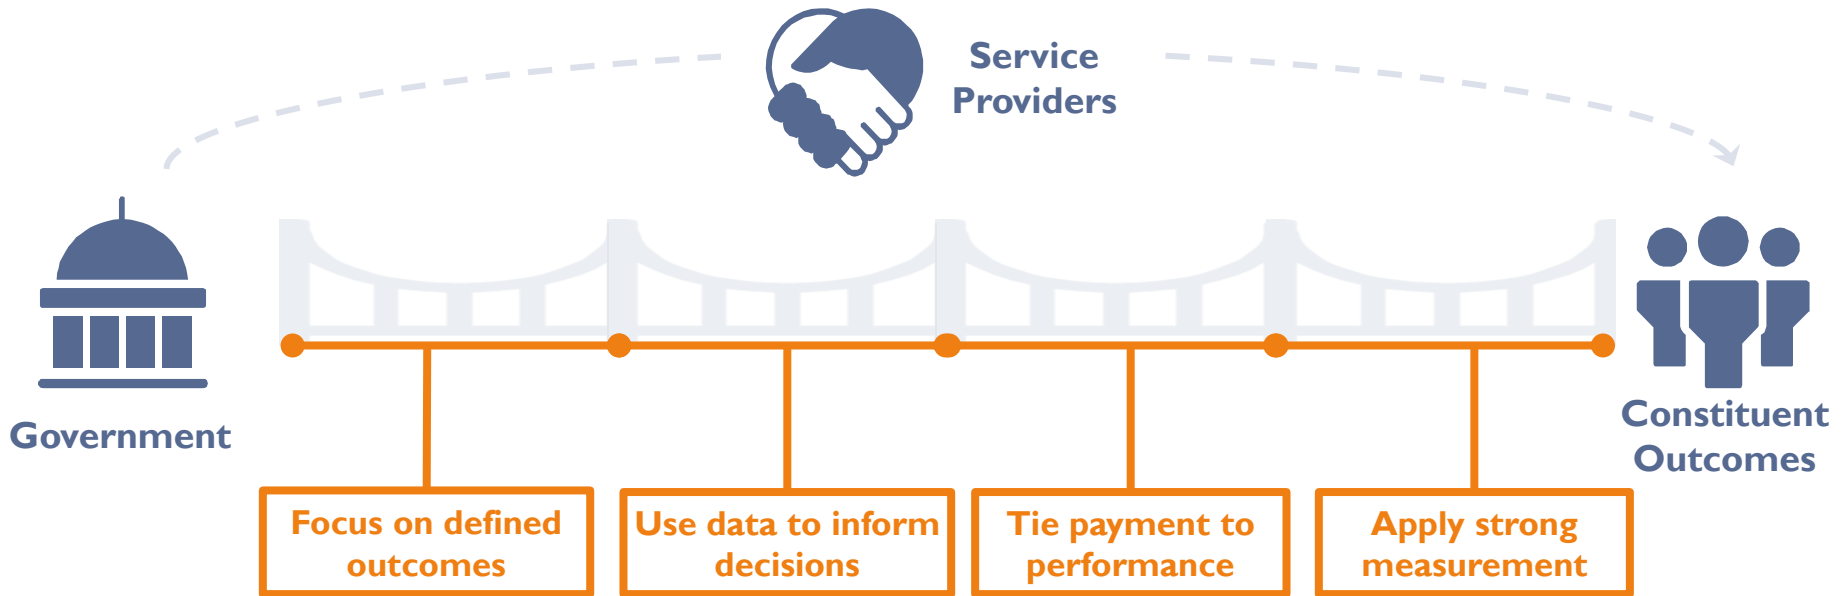 Service
Providers
Government
Constituent
Outcomes
Focus on defined
outcomes
Use data to inform
decisions
Tie payment to
performance
Apply strong
measurement